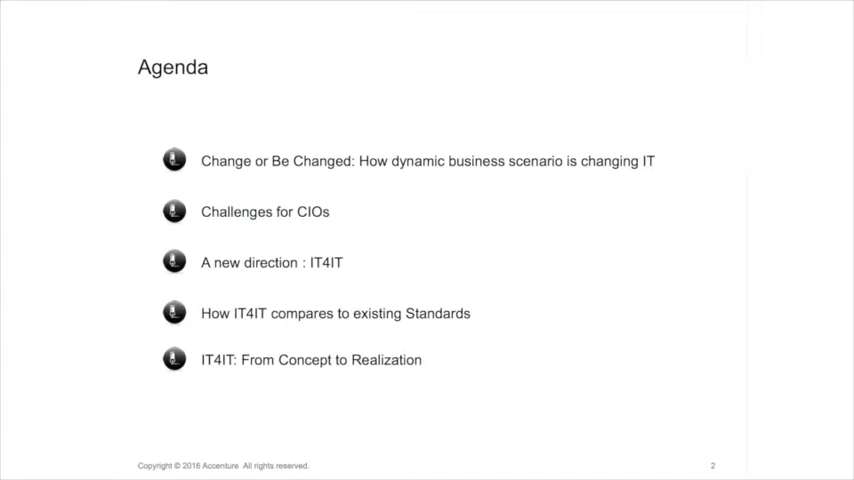 Agenda
Change or Be Changed: How dynamic business scenario is changing IT
Challenges for CIOs
A new direction : IT4IT
How IT4IT compares to existing Standards
IT4IT: From Concept to Realization
Copyright © 2016 Accenture All rights reserved.
2